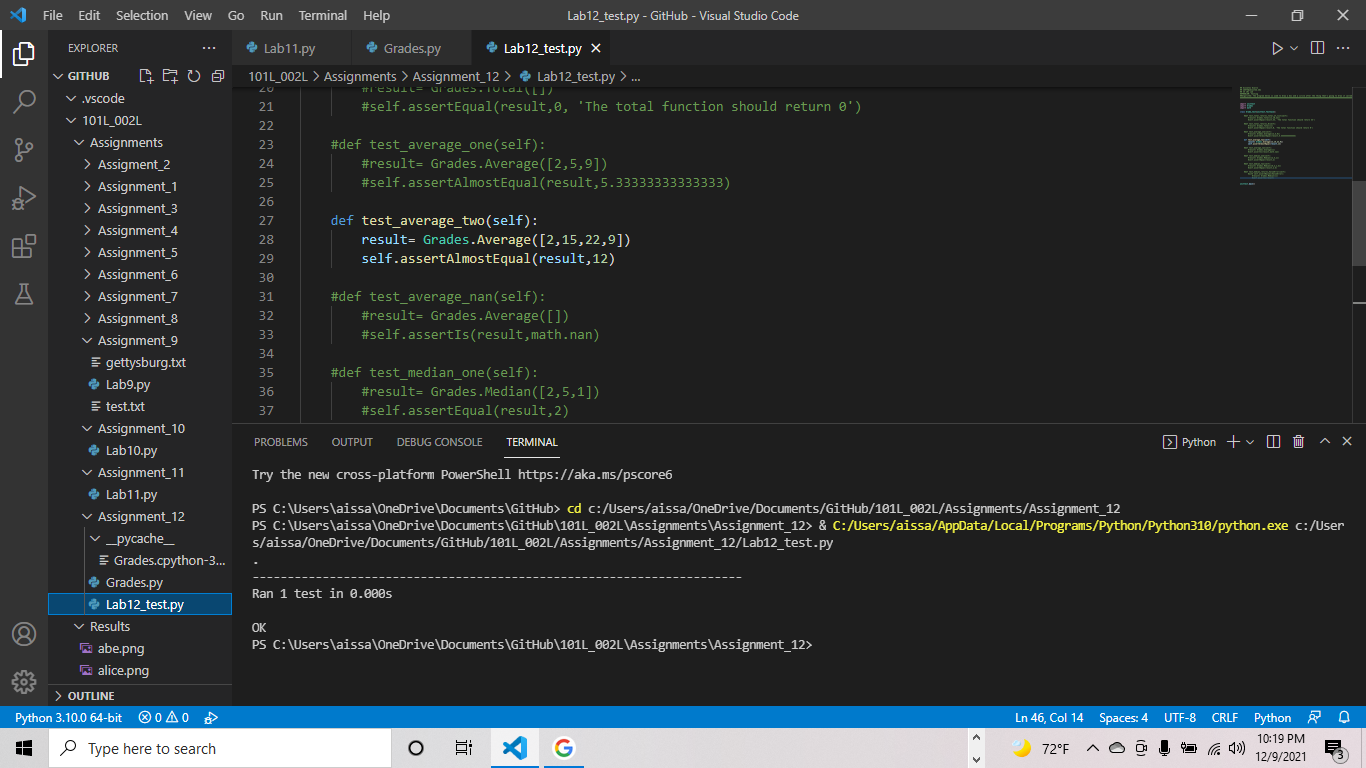 File Edit Selection View Go Run Terminal Help Lab12_test.py - GitHub - Visual Studio Code
EXPLORER
GITHUB
.vscode
101L_002L
Assignments
Assigment_2
Assignment_1
Assignment_3
Assignment_4
Assignment_5
Assignment_6
Assignment_7
Assignment_8
Assignment_9
gettysburg.txt
Lab9.py
test.txt
Assignment_10
Lab10.py
Assignment_11
Lab11.py
Assignment_12
__pycache__
Grades.cpython-3...
Grades.py
Lab12_test.py
Results
abe.png
alice.png
OUTLINE
Lab11.py Grades.py Lab12_test.py
101L_002L > Assignments > Assignment_12 > Lab12_test.py > ...
20 #result= Grades.Total([])
21 #self.assertEqual(result,0, 'The total function should return 0')
22
23 #def test_average_one(self):
24 #result= Grades.Average([2,5,9])
25 #self.assertAlmostEqual(result,5.33333333333333)
26
27 def test_average_two(self):
28 result= Grades.Average([2,15,22,9])
29 self.assertAlmostEqual(result,12)
30
31 #def test_average_nan(self):
32 #result= Grades.Average([])
33 #self.assertIs(result,math.nan)
34
35 #def test_median_one(self):
36 #result= Grades.Median([2,5,1])
37 #self.assertEqual(result,2)
PROBLEMS OUTPUT DEBUG CONSOLE TERMINAL Python
Try the new cross-platform PowerShell https://aka.ms/pscore6
PS C:\Users\aissa\OneDrive\Documents\GitHub> cd c:/Users/aissa/OneDrive/Documents/GitHub/101L_002L/Assignments/Assignment_12
PS C:\Users\aissa\OneDrive\Documents\GitHub\101L_002L\Assignments\Assignment_12> & C:/Users/aissa/AppData/Local/Programs/Python/Python310/python.exe c:/User
s/aissa/OneDrive/Documents/GitHub/101L_002L/Assignments/Assignment_12/Lab12_test.py
.
----------------------------------------------------------------------
Ran 1 test in 0.000s
OK
PS C:\Users\aissa\OneDrive\Documents\GitHub\101L_002L\Assignments\Assignment_12>
Python 3.10.0 64-bit 0 0 Ln 46, Col 14 Spaces: 4 UTF-8 CRLF Python
Type here to search
72°F
10:19 PM
12/9/2021
3